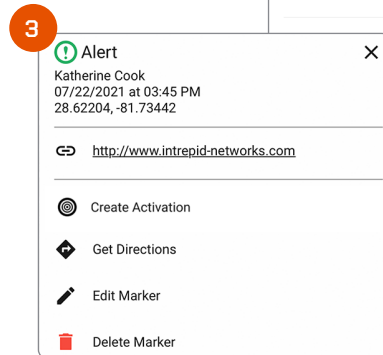 3
Alert
Katherine Cook
07/22/2021 at 03:45 PM
28.62204, -81.73442
http://www.intrepid-networks.com
Create Activation
Get Directions
Edit Marker
Delete Marker